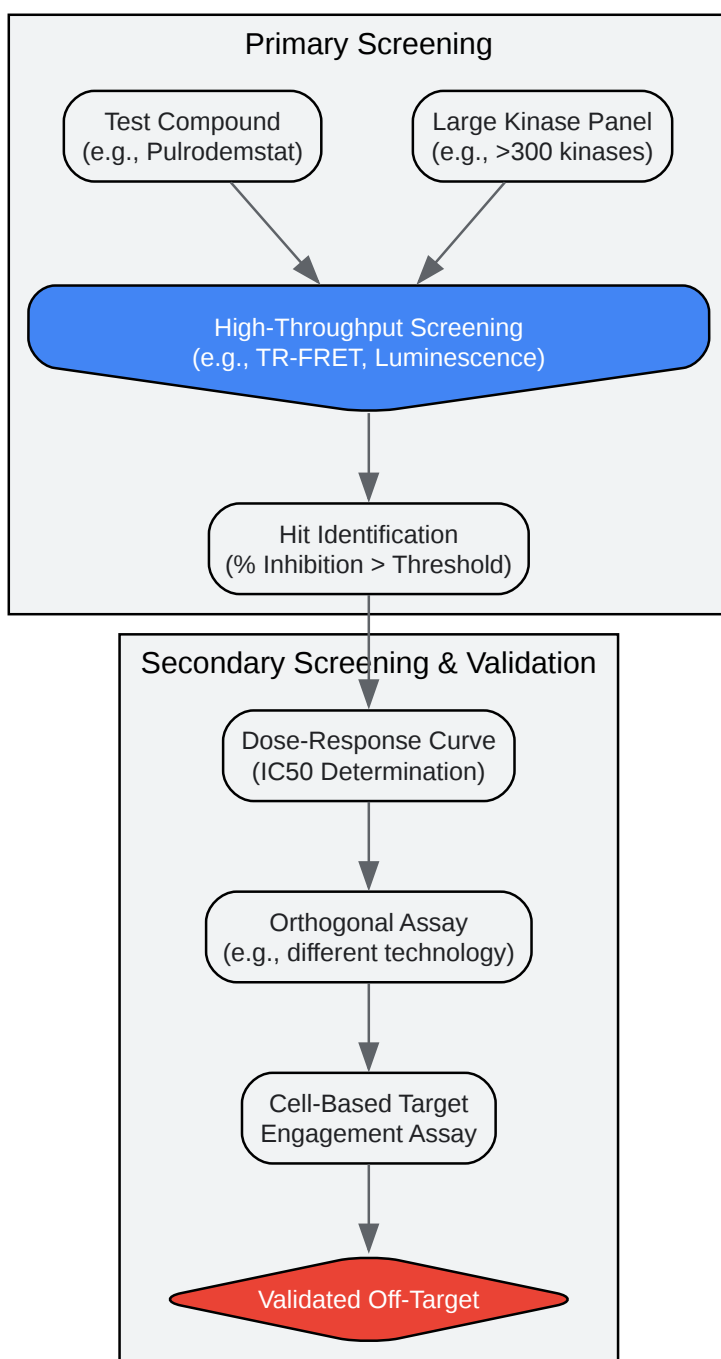 Primary Screening
Test Compound
(e.g., Pulrodemstat)
Large Kinase Panel
(e.g., >300 kinases)
High-Throughput Screening
(e.g., TR-FRET, Luminescence)
Hit Identification
(% Inhibition > Threshold)
Secondary Screening & Validation
Dose-Response Curve
(IC50 Determination)
Orthogonal Assay
(e.g., different technology)
Cell-Based Target
Engagement Assay
Validated Off-Target